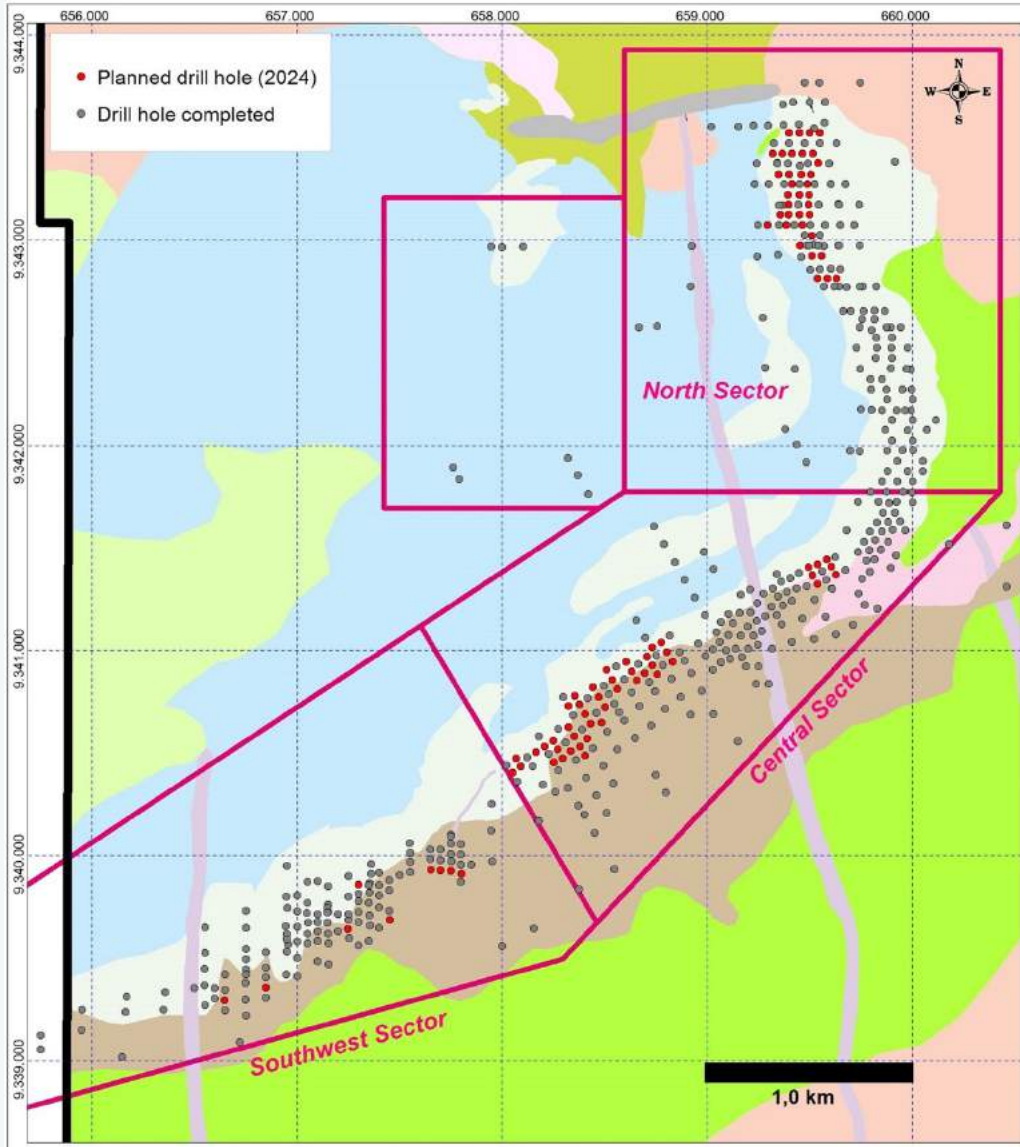 656.000 657.000 658.000 659.000 660.000
9.344.000
Planned drill hole (2024)
Drill hole completed
N
W E
S
9.343.000
North Sector
9.342.000
9.341.000
Central Sector
9.340.000
Southwest Sector
9.339.000
1,0 km